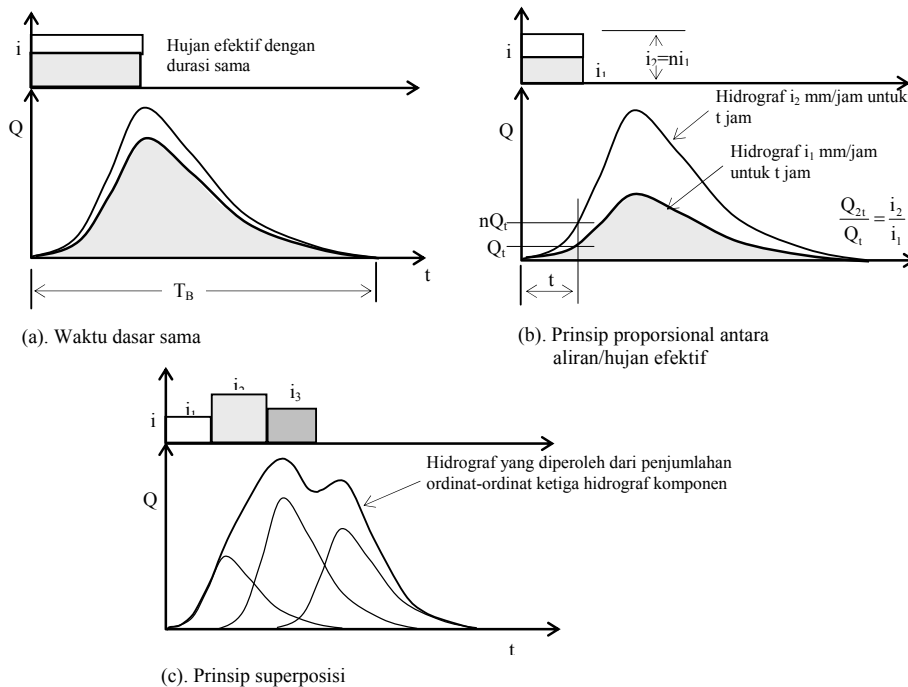 i
Hujan efektif dengan
durasi sama
Q
t
T_B
(a). Waktu dasar sama
i
i₁
i₂=ni₁
Hidrograf i₂ mm/jam untuk
t jam
Q
Hidrograf i₁ mm/jam
untuk t jam
nQₜ
Qₜ
Q₂ₜ/Qₜ = i₂/i₁
t
(b). Prinsip proporsional antara
aliran/hujan efektif
i
i₁
i₂
i₃
Hidrograf yang diperoleh dari penjumlahan
ordinat-ordinat ketiga hidrograf komponen
Q
t
(c). Prinsip superposisi